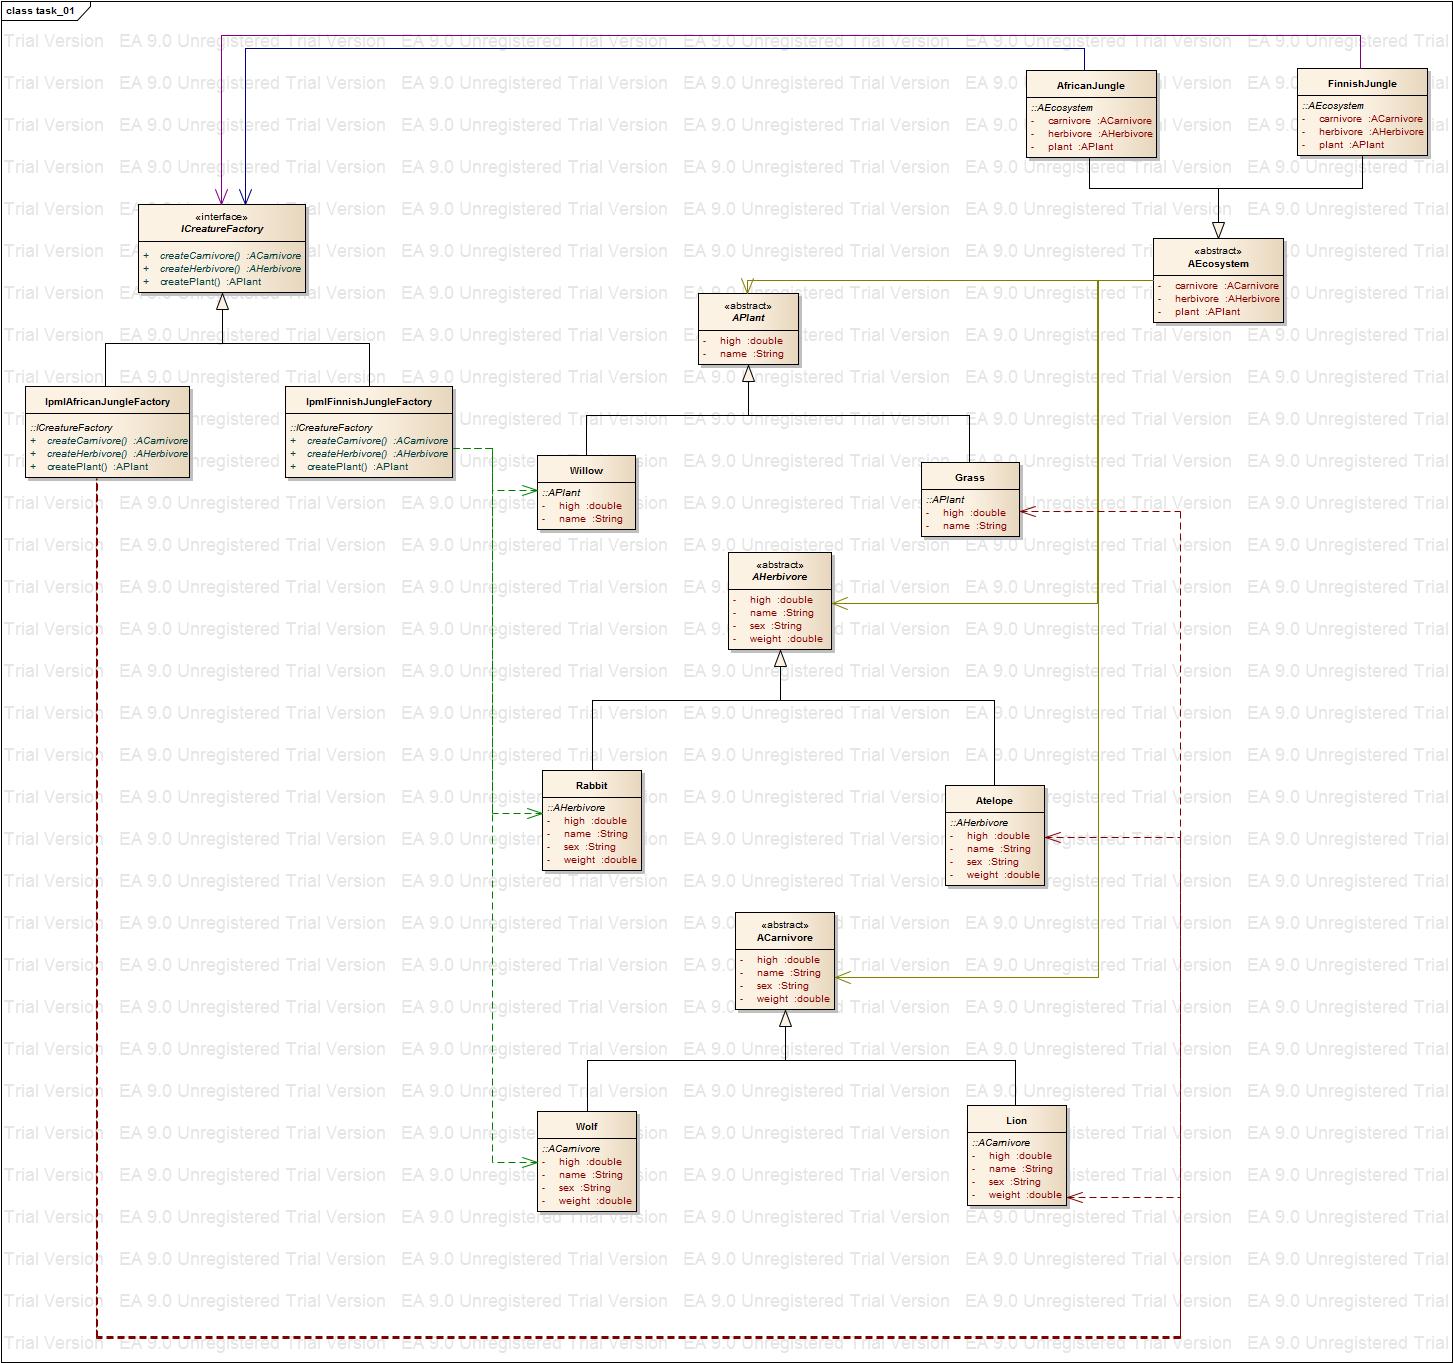 class task_01
AfricanJungle
::AEcosystem
- carnivore :ACarnivore
- herbivore :AHerbivore
- plant :APlant
FinnishJungle
::AEcosystem
- carnivore :ACarnivore
- herbivore :AHerbivore
- plant :APlant
«interface»
ICreatureFactory
+ createCarnivore() :ACarnivore
+ createHerbivore() :AHerbivore
+ createPlant() :APlant
«abstract»
AEcosystem
- carnivore :ACarnivore
- herbivore :AHerbivore
- plant :APlant
«abstract»
APlant
- high :double
- name :String
IpmlAfricanJungleFactory
::ICreatureFactory
+ createCarnivore() :ACarnivore
+ createHerbivore() :AHerbivore
+ createPlant() :APlant
IpmlFinnishJungleFactory
::ICreatureFactory
+ createCarnivore() :ACarnivore
+ createHerbivore() :AHerbivore
+ createPlant() :APlant
Willow
::APlant
- high :double
- name :String
Grass
::APlant
- high :double
- name :String
«abstract»
AHerbivore
- high :double
- name :String
- sex :String
- weight :double
Rabbit
::AHerbivore
- high :double
- name :String
- sex :String
- weight :double
Atelope
::AHerbivore
- high :double
- name :String
- sex :String
- weight :double
«abstract»
ACarnivore
- high :double
- name :String
- sex :String
- weight :double
Wolf
::ACarnivore
- high :double
- name :String
- sex :String
- weight :double
Lion
::ACarnivore
- high :double
- name :String
- sex :String
- weight :double
Trial Version EA 9.0 Unregistered Trial Version EA 9.0 Unregistered Trial Version EA 9.0 Unregistered Trial Version EA 9.0 Unregistered Trial Version EA 9.0 Unregistered Trial